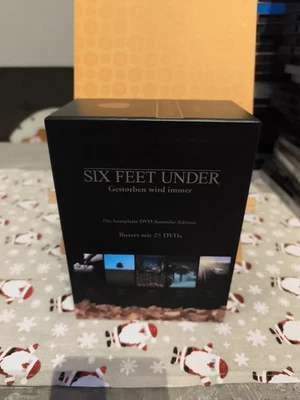 SIX FEET UNDER
Gestorben wird immer
Die komplette DVD-Sammler-Edition
Boxset mit 25 DVDs